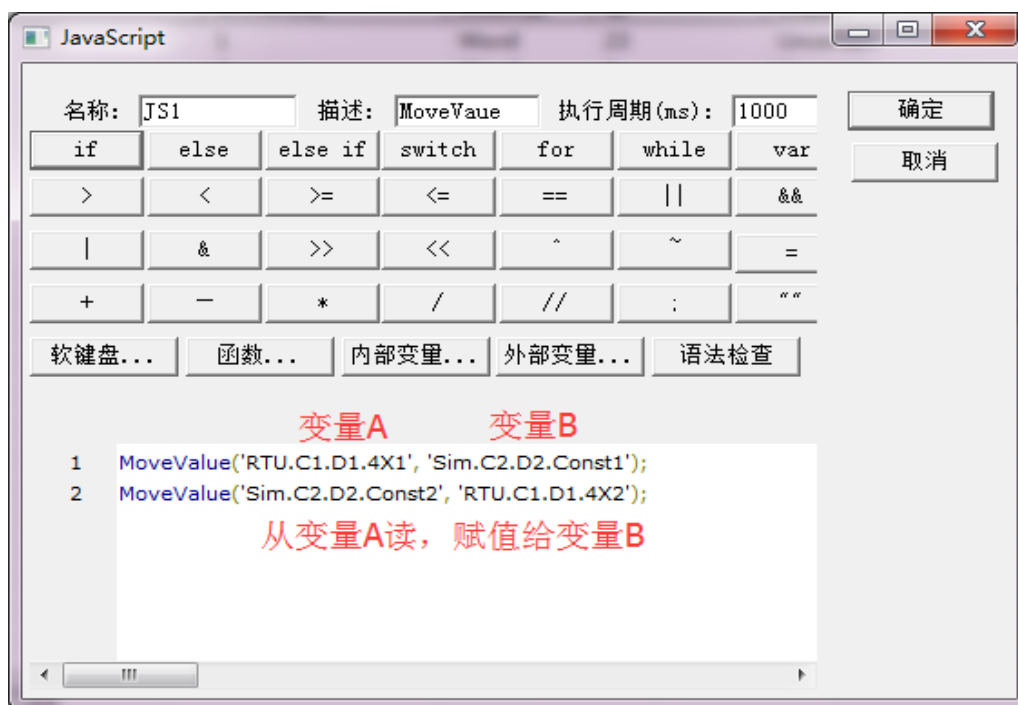 JavaScript
名称: JS1 描述: MoveVaue 执行周期(ms): 1000 确定
if else else if switch for while var 取消
> < >= <= == || &&
| & >> << ^ ~ =
+ — * / // ; ""
软键盘... 函数... 内部变量... 外部变量... 语法检查
变量A 变量B
1 MoveValue('RTU.C1.D1.4X1', 'Sim.C2.D2.Const1');
2 MoveValue('Sim.C2.D2.Const2', 'RTU.C1.D1.4X2');
从变量A读，赋值给变量B